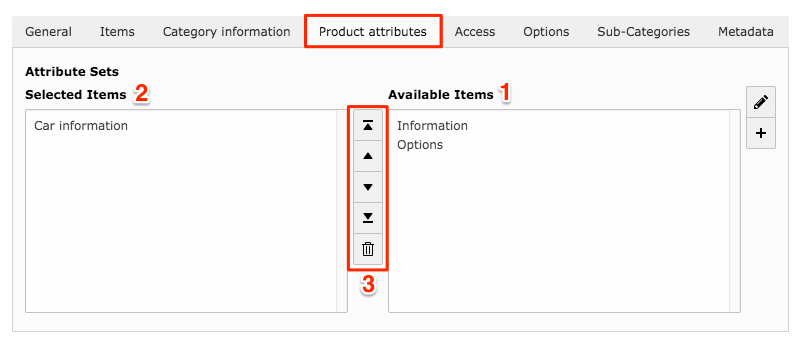 General Items Category information Product attributes Access Options Sub-Categories Metadata
Attribute Sets
Selected Items 2 Available Items 1
Car information
Information
Options
3